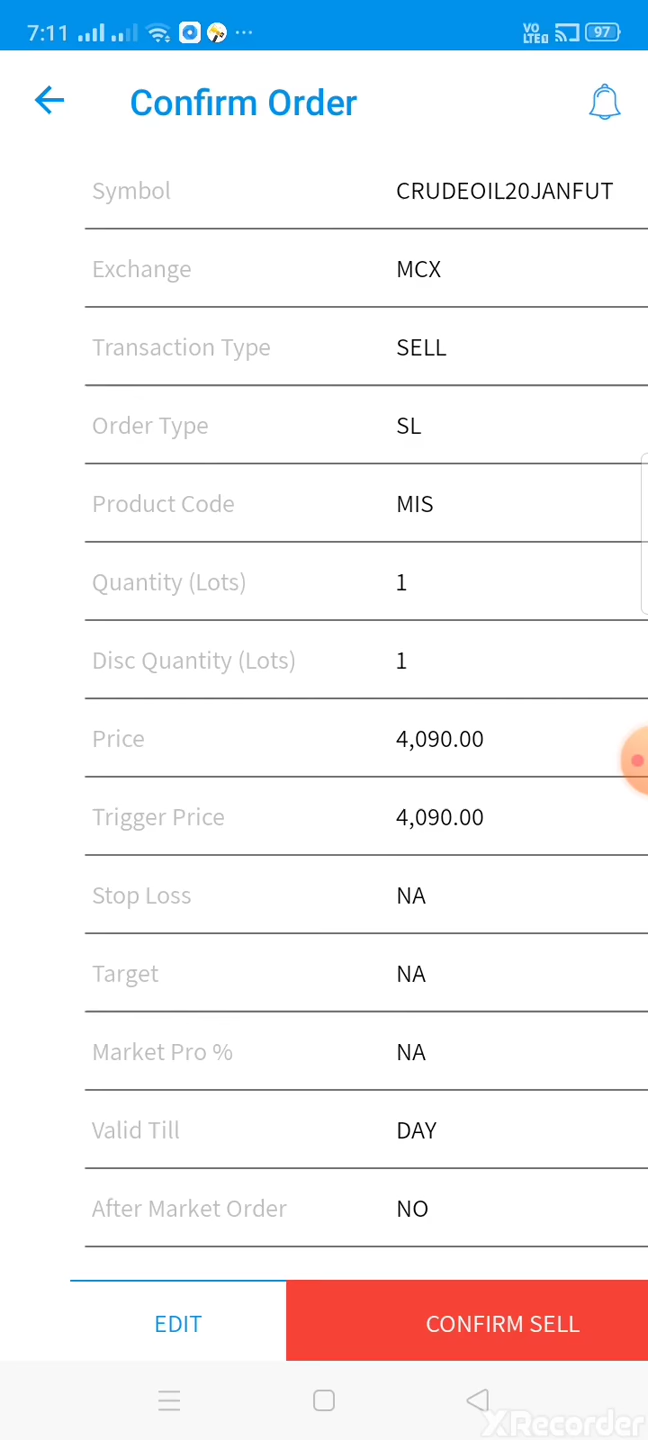 7:11 VO LTE 97
Confirm Order
Symbol CRUDEOIL20JANFUT
Exchange MCX
Transaction Type SELL
Order Type SL
Product Code MIS
Quantity (Lots) 1
Disc Quantity (Lots) 1
Price 4,090.00
Trigger Price 4,090.00
Stop Loss NA
Target NA
Market Pro % NA
Valid Till DAY
After Market Order NO
EDIT CONFIRM SELL
XRecorder